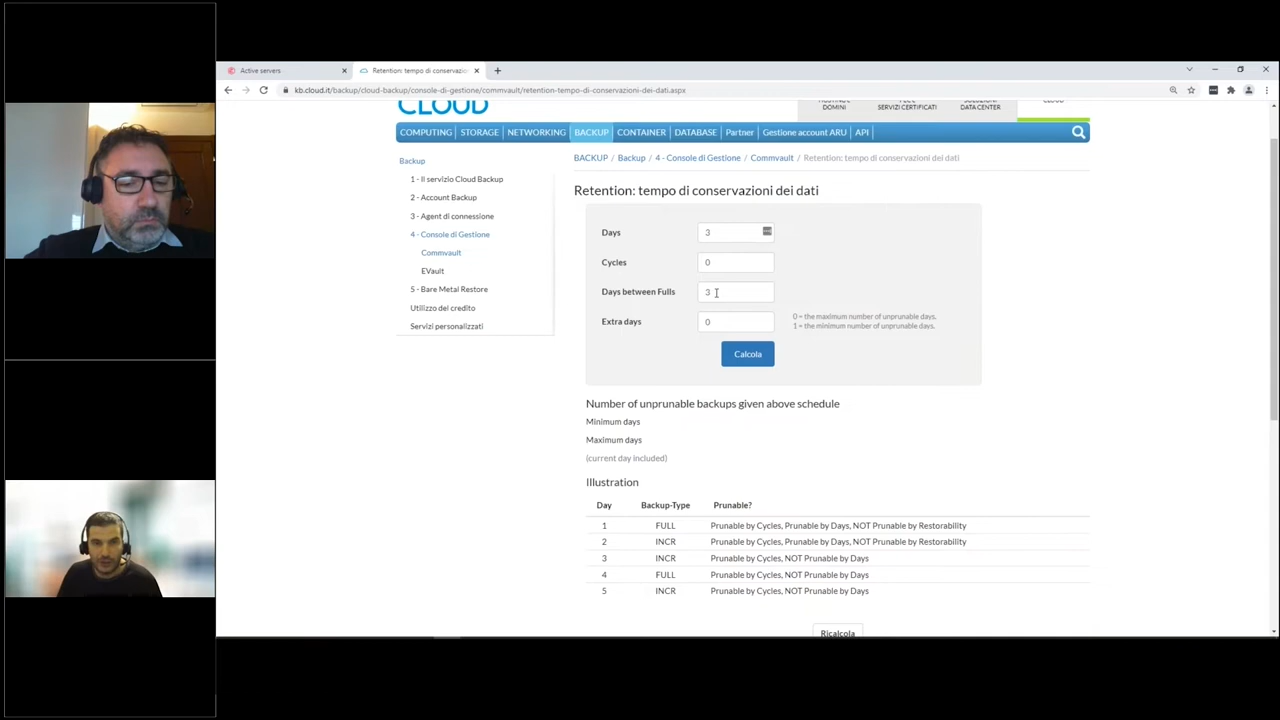 Active servers
Retention: tempo di conservazio
kb.cloud.it/backup/cloud-backup/console-di-gestione/commvault/retention-tempo-di-conservazioni-dei-dati.aspx
CLOUD
DOMINI
SERVIZI CERTIFICATI
DATA CENTER
COMPUTING STORAGE NETWORKING BACKUP CONTAINER DATABASE Partner Gestione account ARU API
Backup
1 - Il servizio Cloud Backup
2 - Account Backup
3 - Agent di connessione
4 - Console di Gestione
Commvault
EVault
5 - Bare Metal Restore
Utilizzo del credito
Servizi personalizzati
BACKUP / Backup / 4 - Console di Gestione / Commvault / Retention: tempo di conservazioni dei dati
Retention: tempo di conservazioni dei dati
Days 3
Cycles 0
Days between Fulls 3
Extra days 0
0 = the maximum number of unprunable days.
1 = the minimum number of unprunable days.
Calcola
Number of unprunable backups given above schedule
Minimum days
Maximum days
(current day included)
Illustration
Day Backup-Type Prunable?
1 FULL Prunable by Cycles, Prunable by Days, NOT Prunable by Restorability
2 INCR Prunable by Cycles, Prunable by Days, NOT Prunable by Restorability
3 INCR Prunable by Cycles, NOT Prunable by Days
4 FULL Prunable by Cycles, NOT Prunable by Days
5 INCR Prunable by Cycles, NOT Prunable by Days
Ricalcola